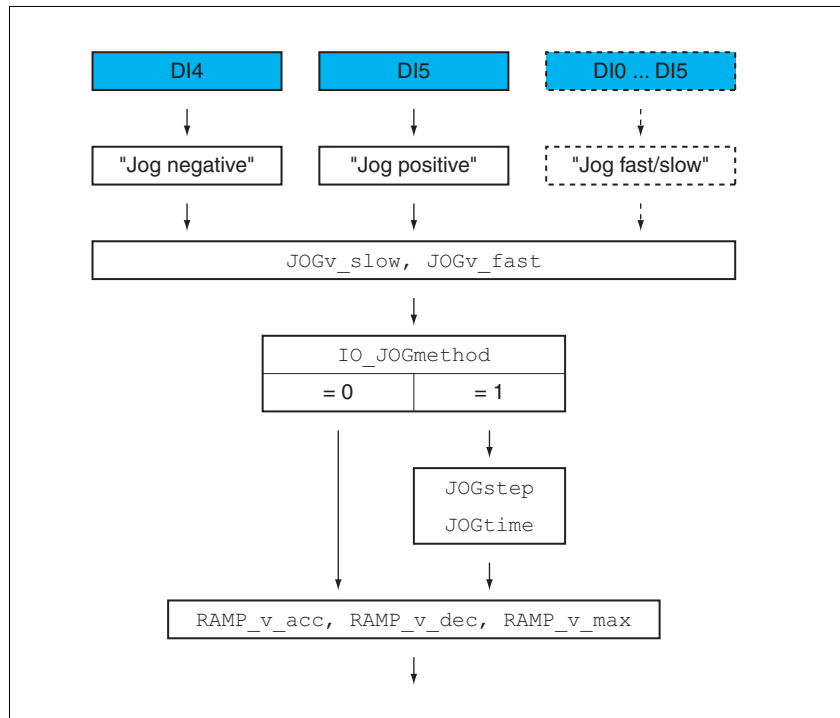 DI4 DI5 DI0 ... DI5
"Jog negative" "Jog positive" "Jog fast/slow"
JOGv_slow, JOGv_fast
IO_JOGmethod
= 0 = 1
JOGstep
JOGtime
RAMP_v_acc, RAMP_v_dec, RAMP_v_max